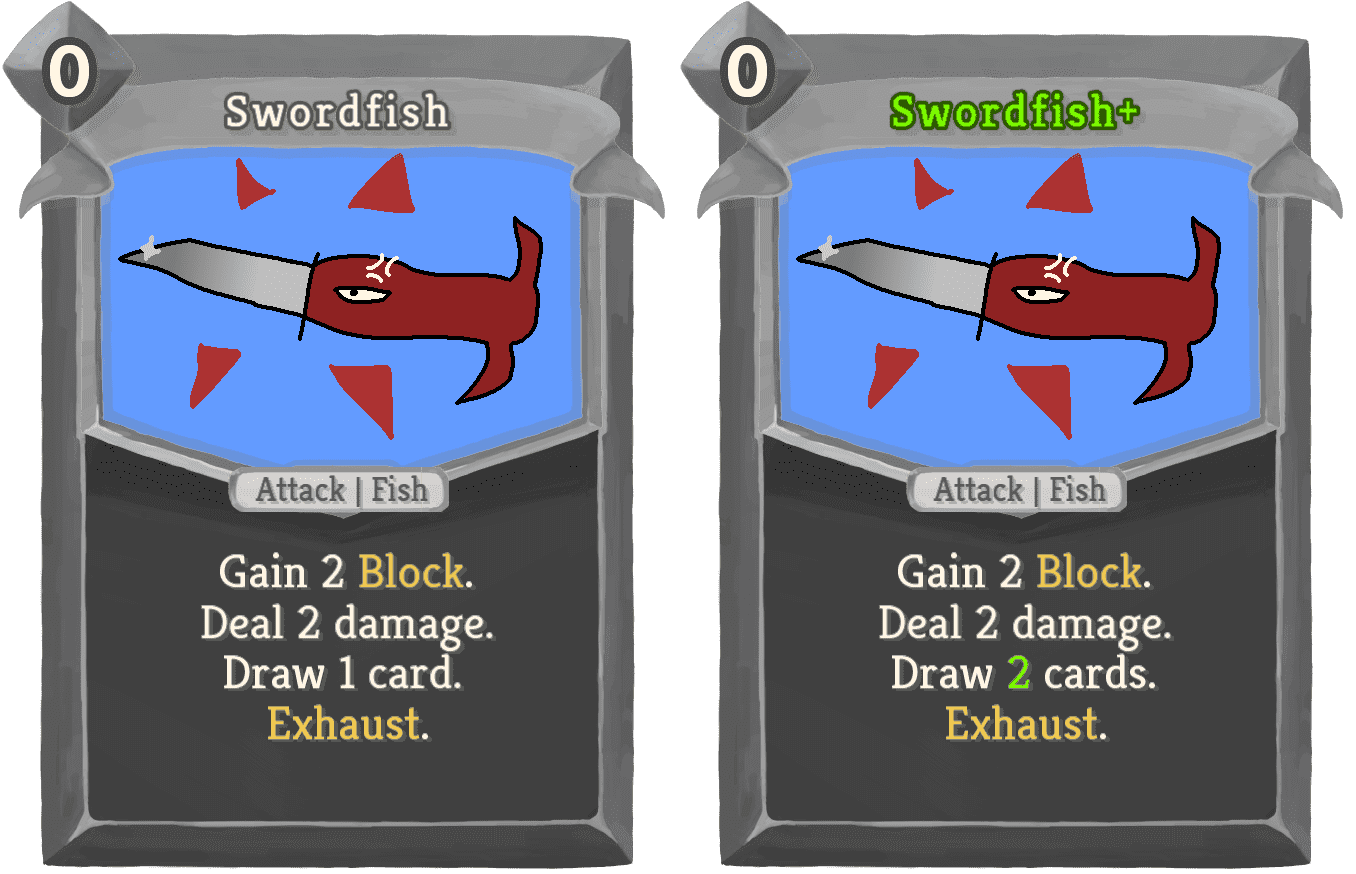 0
Swordfish
Attack | Fish
Gain 2 Block.
Deal 2 damage.
Draw 1 card.
Exhaust.
0
Swordfish+
Attack | Fish
Gain 2 Block.
Deal 2 damage.
Draw 2 cards.
Exhaust.